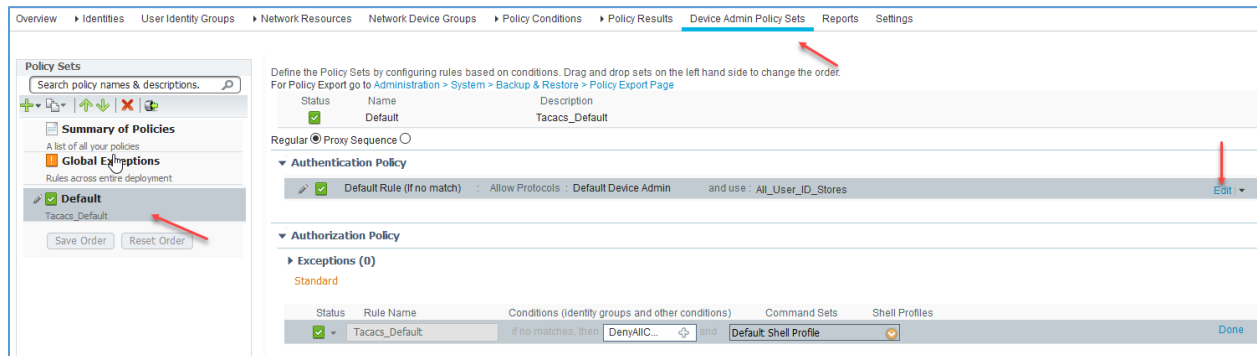 Overview Identities User Identity Groups Network Resources Network Device Groups Policy Conditions Policy Results Device Admin Policy Sets Reports Settings
Policy Sets
Search policy names & descriptions.
Summary of Policies
A list of all your policies
Global Exceptions
Rules across entire deployment
Default
Tacacs_Default
Save Order Reset Order
Define the Policy Sets by configuring rules based on conditions. Drag and drop sets on the left hand side to change the order.
For Policy Export go to Administration > System > Backup & Restore > Policy Export Page
Status Name Description
Default Tacacs_Default
Regular Proxy Sequence
Authentication Policy
Default Rule (If no match) : Allow Protocols : Default Device Admin and use : All_User_ID_Stores Edit
Authorization Policy
Exceptions (0)
Standard
Status Rule Name Conditions (identity groups and other conditions) Command Sets Shell Profiles
Tacacs_Default if no matches, then DenyAllC... and Default Shell Profile Done